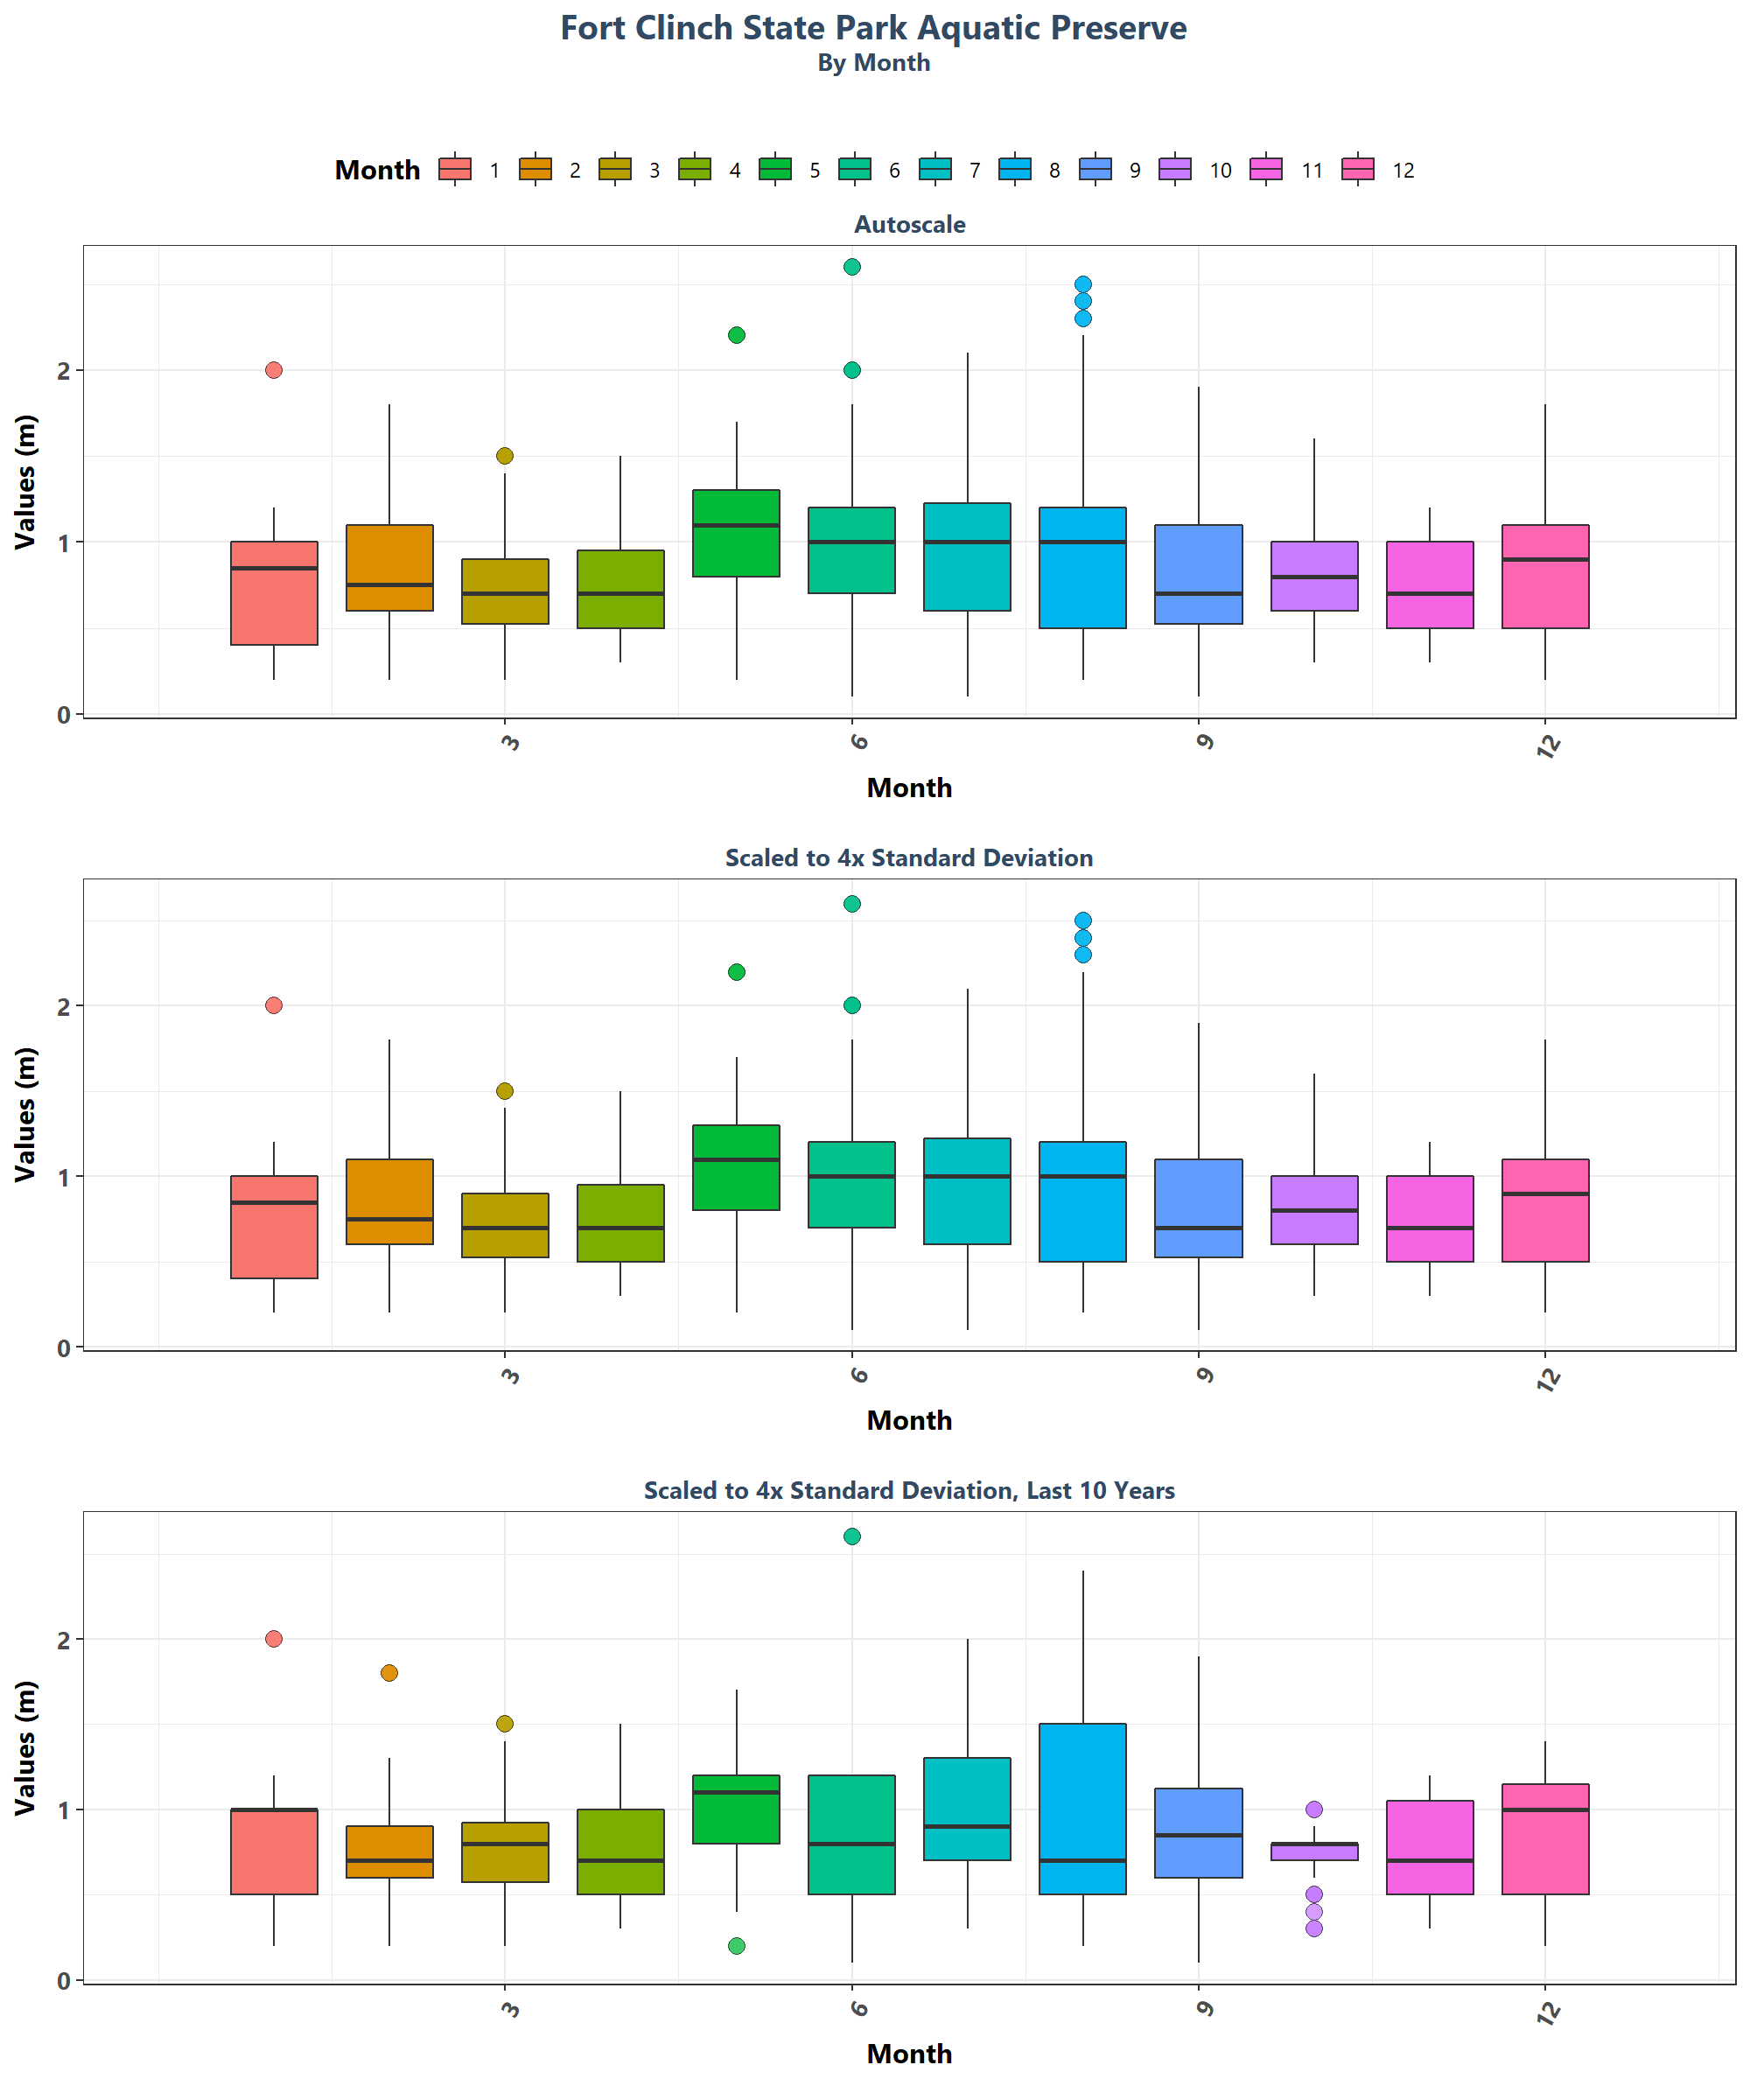 Fort Clinch State Park Aquatic Preserve
By Month
Month 1 2 3 4 5 6 7 8 9 10 11 12
Autoscale
Values (m)
2
1
0
3 6 9 12
Month
Scaled to 4x Standard Deviation
Values (m)
2
1
0
3 6 9 12
Month
Scaled to 4x Standard Deviation, Last 10 Years
Values (m)
2
1
0
3 6 9 12
Month